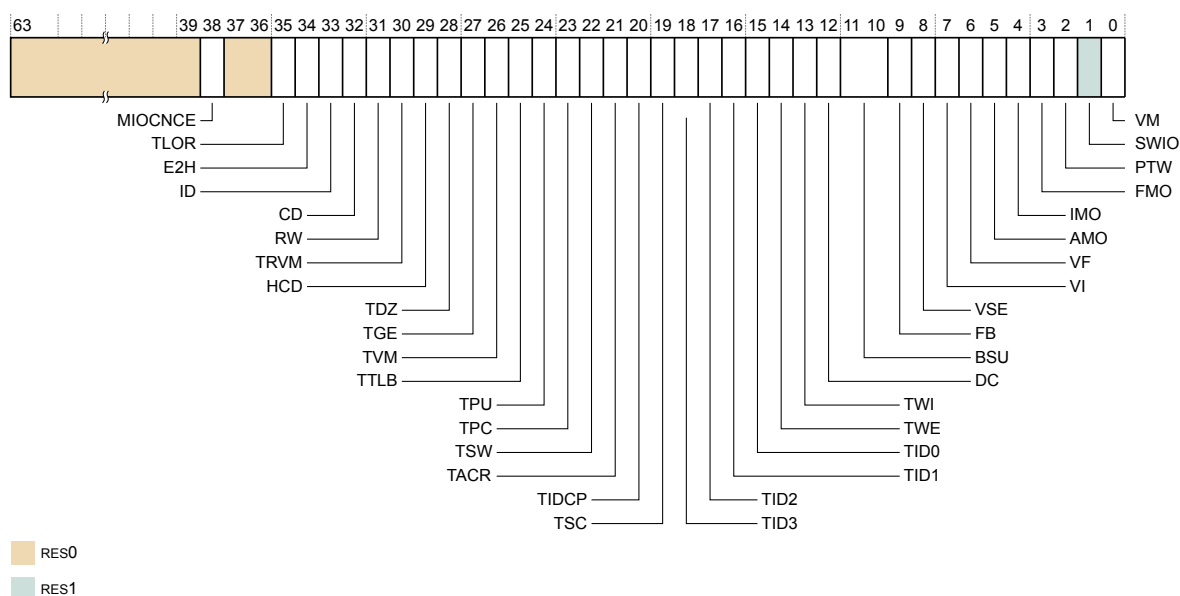 63 39 38 37 36 35 34 33 32 31 30 29 28 27 26 25 24 23 22 21 20 19 18 17 16 15 14 13 12 11 10 9 8 7 6 5 4 3 2 1 0
MIOCNCE VM
TLOR SWIO
E2H PTW
ID FMO
CD IMO
RW AMO
TRVM VF
HCD VI
TDZ VSE
TGE FB
TVM BSU
TTLB DC
TPU TWI
TPC TWE
TSW TID0
TACR TID1
TIDCP TID2
TSC TID3
RES0
RES1